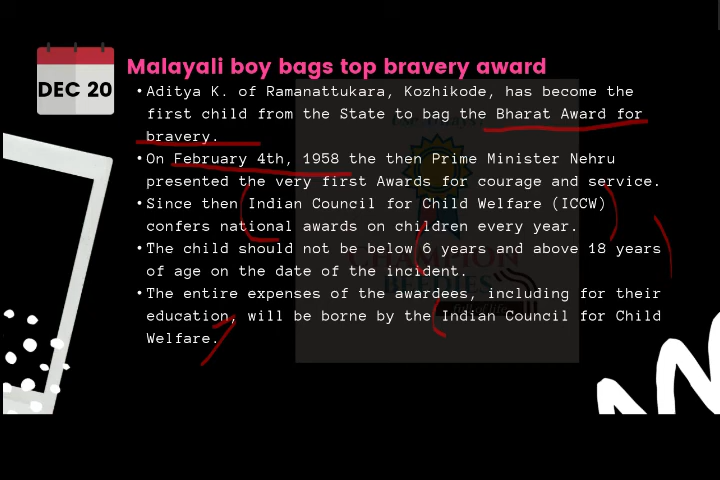 DEC 20
Malayali boy bags top bravery award
•Aditya K. of Ramanattukara, Kozhikode, has become the
first child from the State to bag the Bharat Award for
bravery.
•On February 4th, 1958 the then Prime Minister Nehru
presented the very first Awards for courage and service.
•Since then Indian Council for Child Welfare (ICCW)
confers national awards on children every year.
•The child should not be below 6 years and above 18 years
of age on the date of the incident.
•The entire expenses of the awardees, including for their
education, will be borne by the Indian Council for Child
Welfare.
CHAMPION
BEEDIES